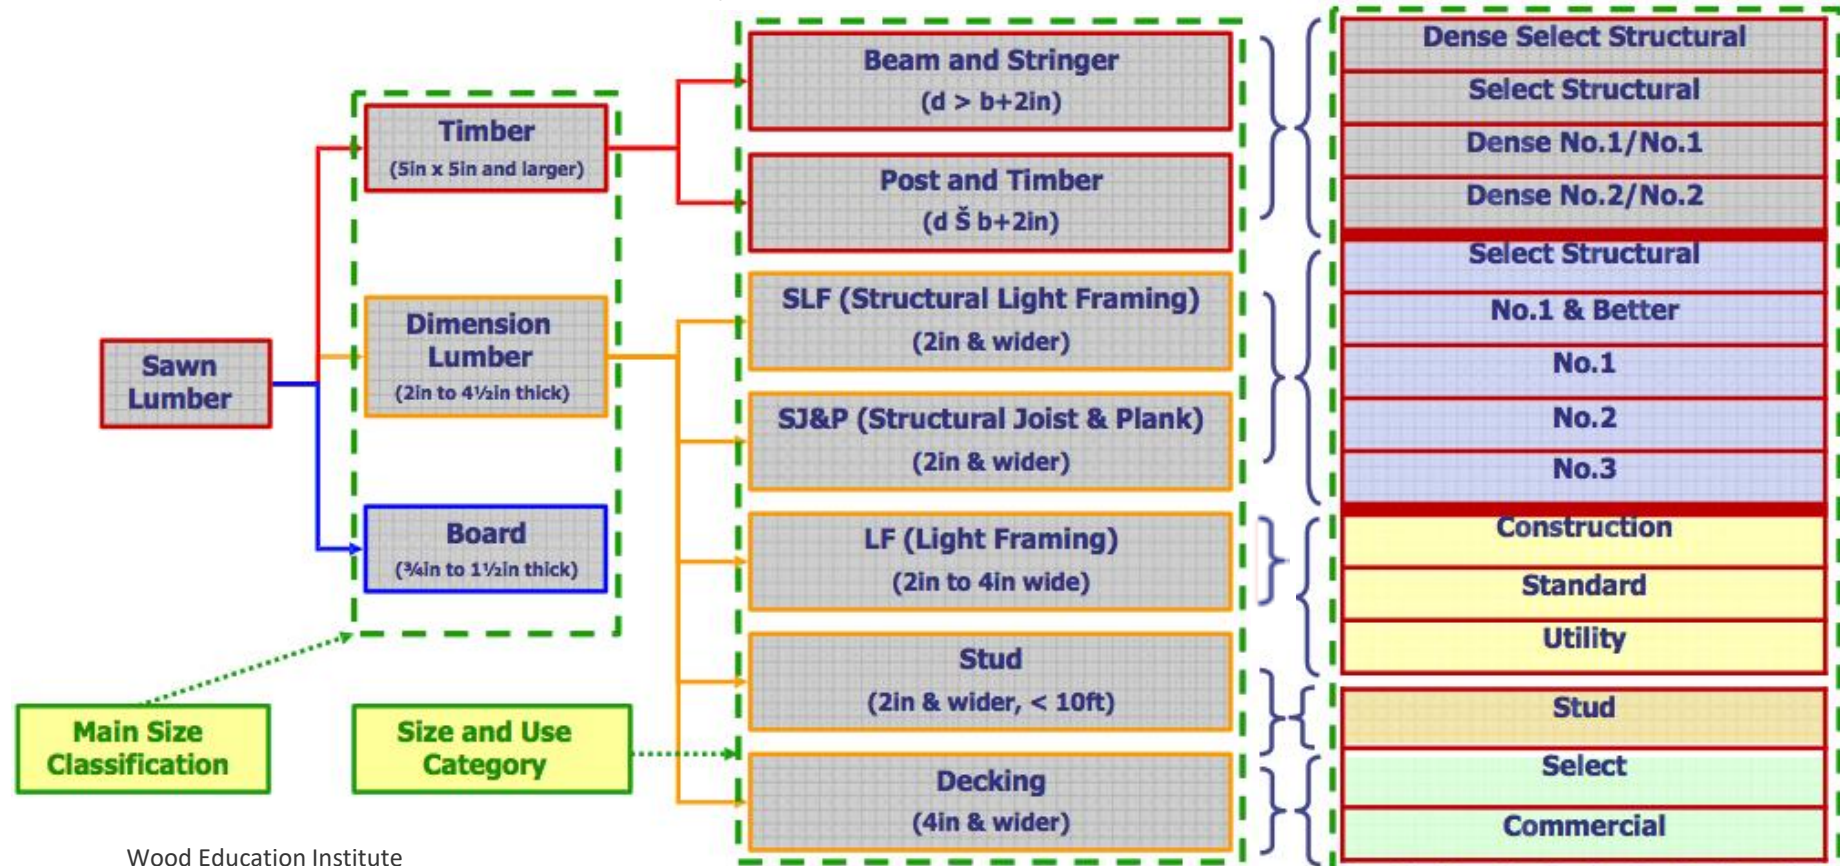 Sawn
Lumber
Timber
(5in x 5in and larger)
Dimension
Lumber
(2in to 4½in thick)
Board
(¾in to 1½in thick)
Main Size
Classification
Size and Use
Category
Beam and Stringer
(d > b+2in)
Post and Timber
(d Š b+2in)
SLF (Structural Light Framing)
(2in & wider)
SJ&P (Structural Joist & Plank)
(2in & wider)
LF (Light Framing)
(2in to 4in wide)
Stud
(2in & wider, < 10ft)
Decking
(4in & wider)
Dense Select Structural
Select Structural
Dense No.1/No.1
Dense No.2/No.2
Select Structural
No.1 & Better
No.1
No.2
No.3
Construction
Standard
Utility
Stud
Select
Commercial
Wood Education Institute